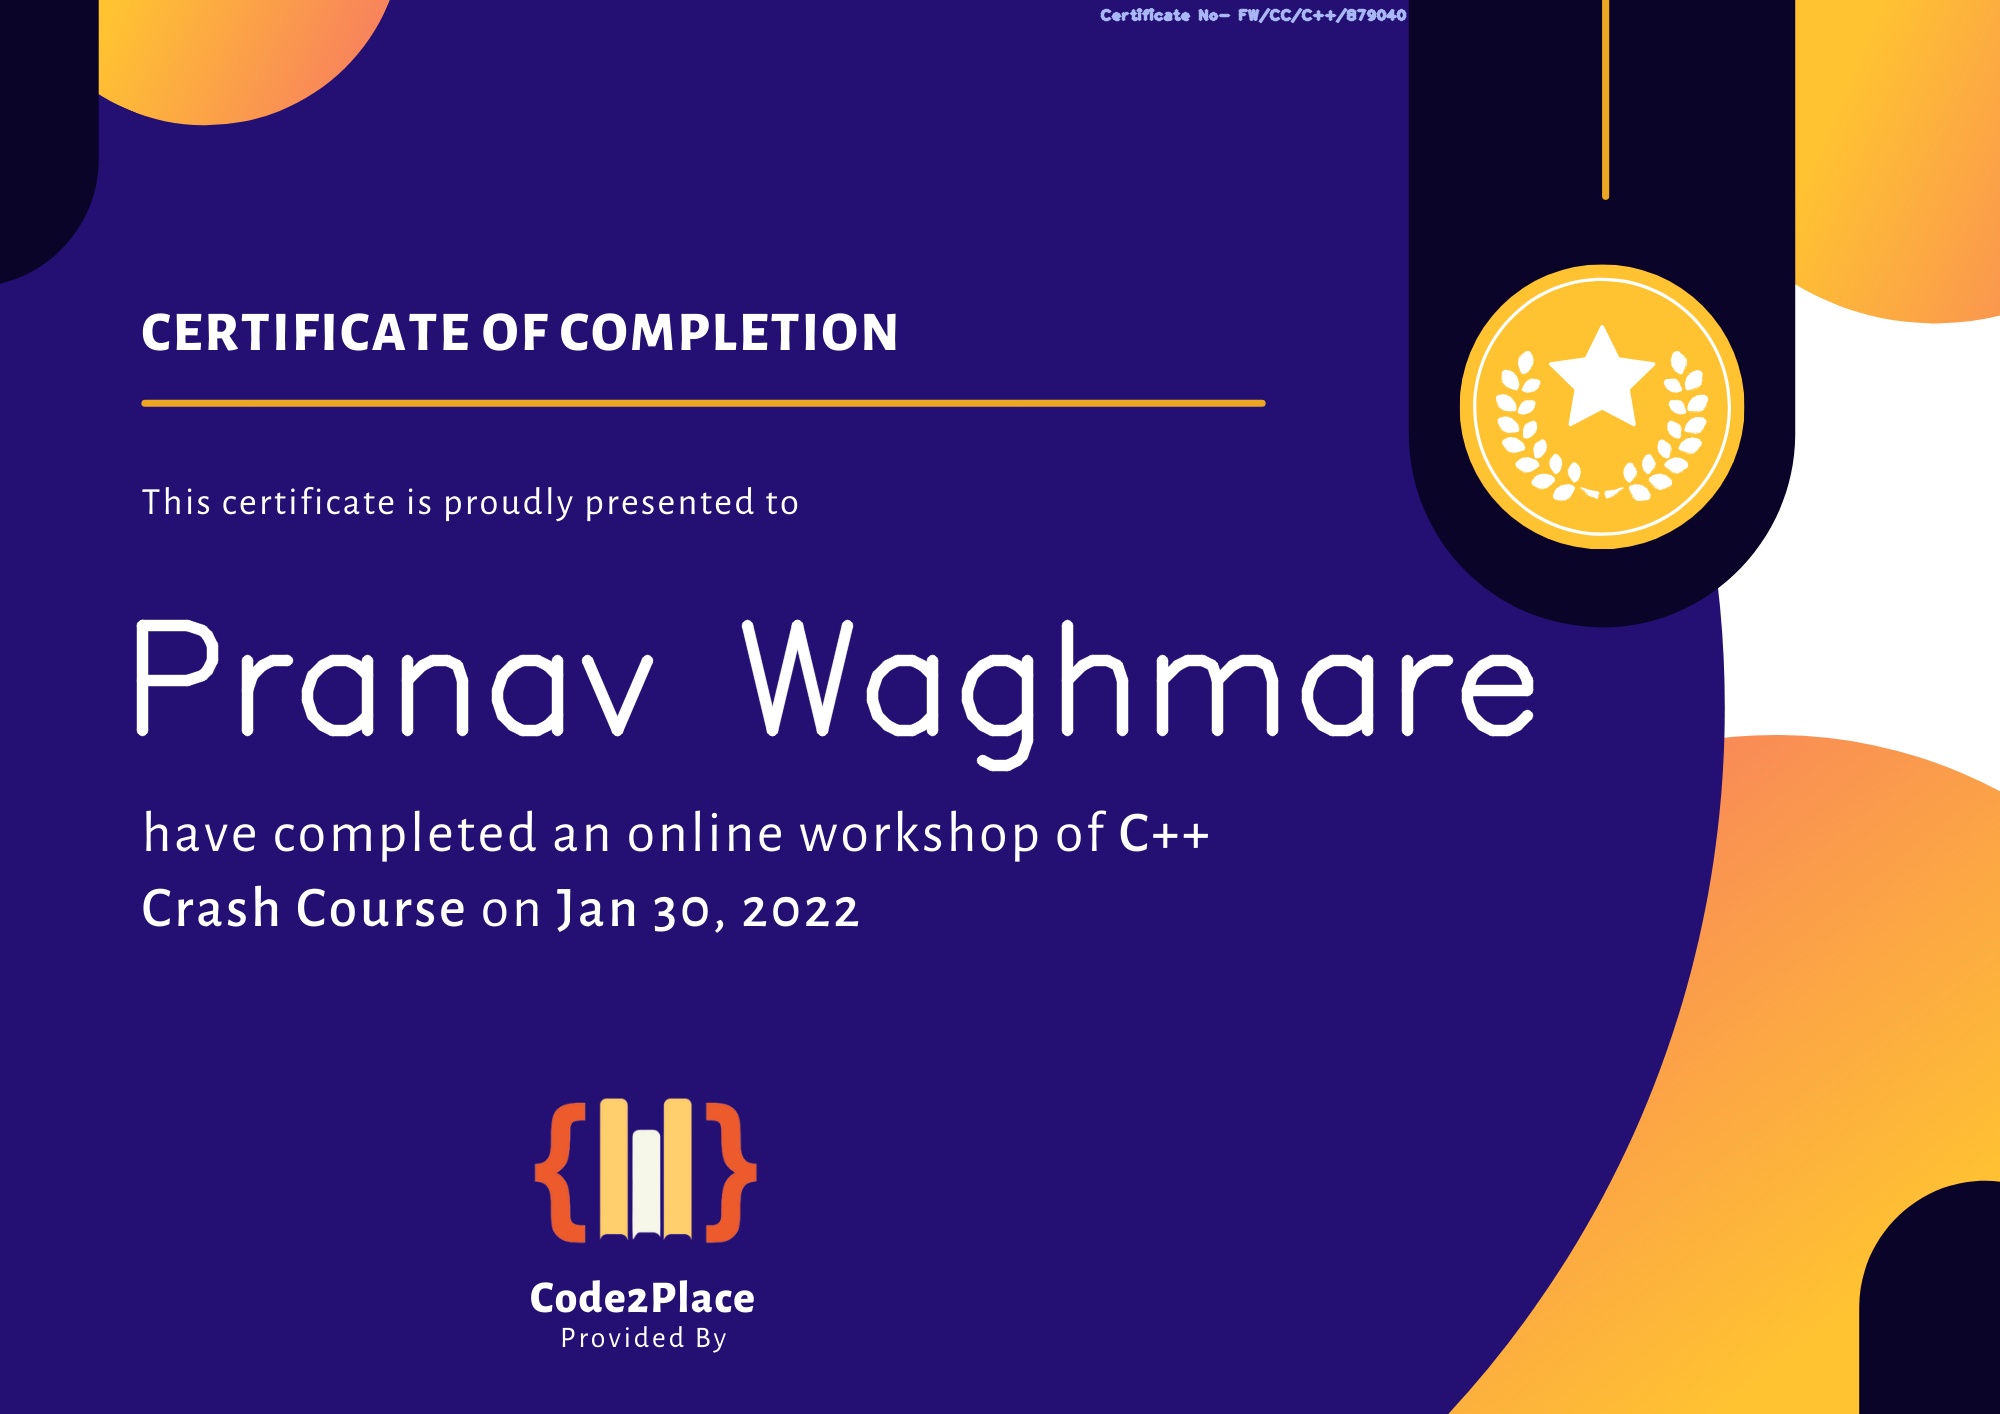 Certificate No- FW/CC/C++/879040
CERTIFICATE OF COMPLETION
This certificate is proudly presented to
Pranav Waghmare
have completed an online workshop of C++
Crash Course on Jan 30, 2022
Code2Place
Provided By